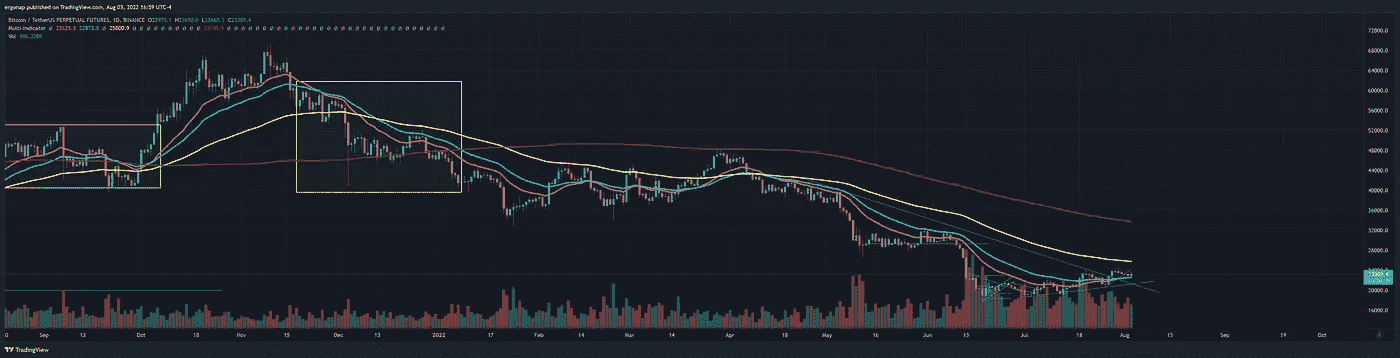 ergonap published on TradingView.com, Aug 03, 2022 16:59 UTC-4
Bitcoin / TetherUS PERPETUAL FUTURES, 1D, BINANCE
Multi-Indicator
Vol
72000.0
68000.0
64000.0
60000.0
56000.0
52000.0
48000.0
44000.0
40000.0
36000.0
32000.0
28000.0
20000.0
16000.0
Sep 13 Oct 18 Nov 15 Dec 13 2022 17 Feb 14 Mar 14 Apr 18 May 16 Jun 13 Jul 18 Aug 15 Sep 19 Oct
TradingView